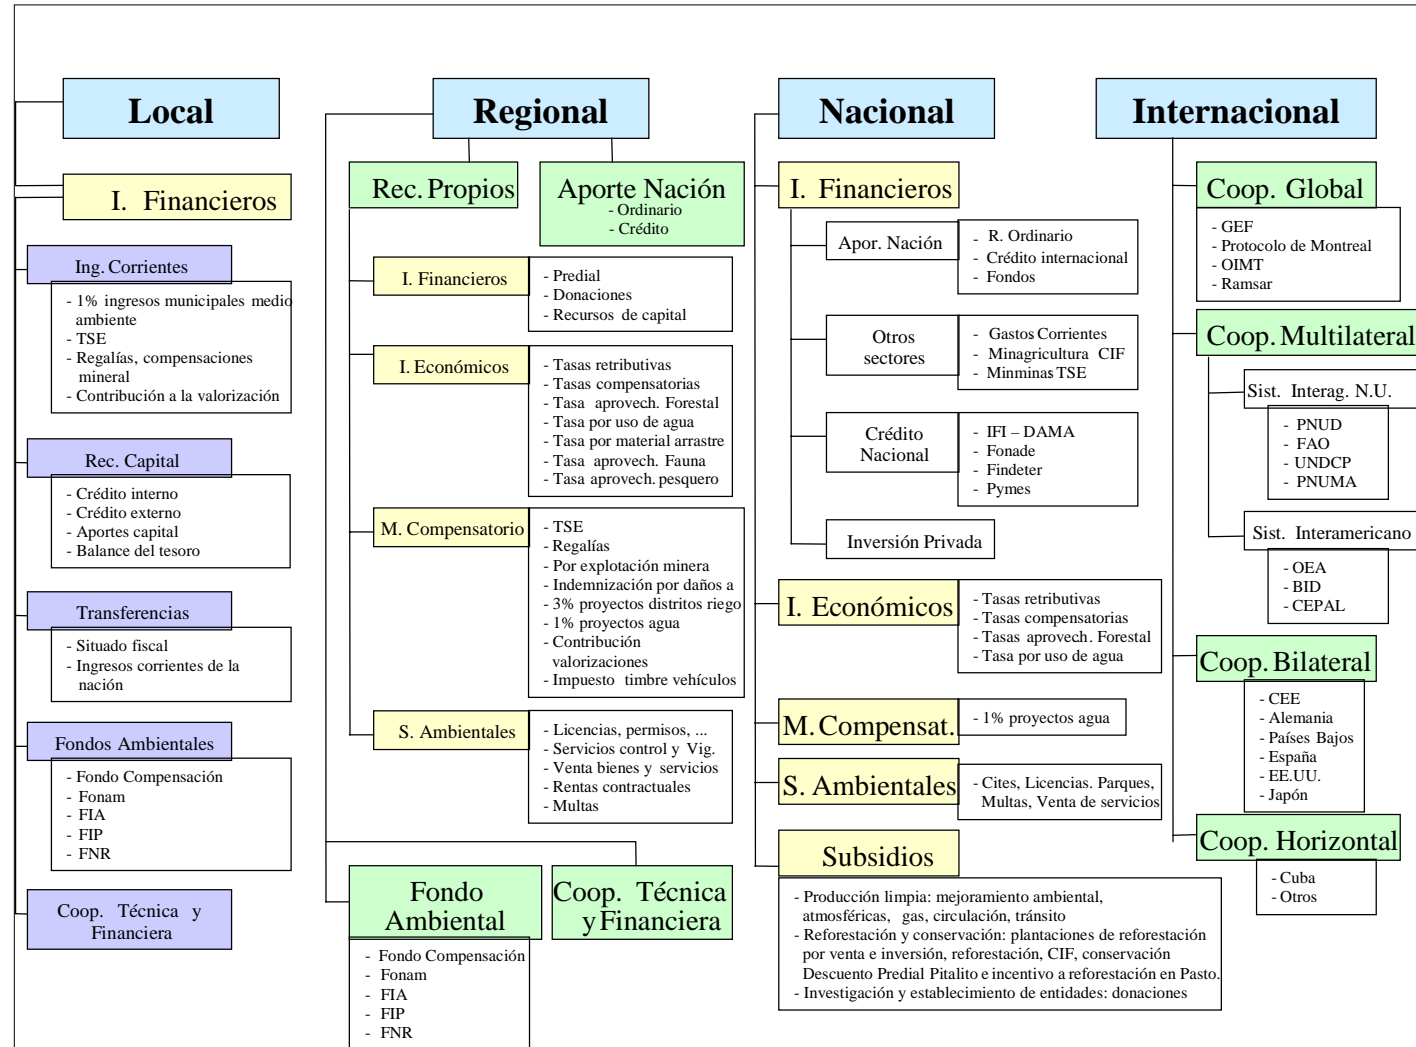 Local
I. Financieros
Ing. Corrientes
- 1% ingresos municipales medio
ambiente
- TSE
- Regalías, compensaciones
mineral
- Contribución a la valorización
Rec. Capital
- Crédito interno
- Crédito externo
- Aportes capital
- Balance del tesoro
Transferencias
- Situado fiscal
- Ingresos corrientes de la
nación
Fondos Ambientales
- Fondo Compensación
- Fonam
- FIA
- FIP
- FNR
Coop. Técnica y
Financiera
Regional
Rec. Propios
Aporte Nación
- Ordinario
- Crédito
I. Financieros
- Predial
- Donaciones
- Recursos de capital
I. Económicos
- Tasas retributivas
- Tasas compensatorias
- Tasa aprovech. Forestal
- Tasa por uso de agua
- Tasa por material arrastre
- Tasa aprovech. Fauna
- Tasa aprovech. pesquero
M. Compensatorio
- TSE
- Regalías
- Por explotación minera
- Indemnización por daños a
- 3% proyectos distritos riego
- 1% proyectos agua
- Contribución
valorizaciones
- Impuesto timbre vehículos
S. Ambientales
- Licencias, permisos, ...
- Servicios control y Vig.
- Venta bienes y servicios
- Rentas contractuales
- Multas
Fondo
Ambiental
- Fondo Compensación
- Fonam
- FIA
- FIP
- FNR
Coop. Técnica
y Financiera
Nacional
I. Financieros
Apor. Nación
- R. Ordinario
- Crédito internacional
- Fondos
Otros
sectores
- Gastos Corrientes
- Minagricultura CIF
- Minminas TSE
Crédito
Nacional
- IFI – DAMA
- Fonade
- Findeter
- Pymes
Inversión Privada
I. Económicos
- Tasas retributivas
- Tasas compensatorias
- Tasas aprovech. Forestal
- Tasa por uso de agua
M. Compensat.
- 1% proyectos agua
S. Ambientales
- Cites, Licencias. Parques,
Multas, Venta de servicios
Subsidios
- Producción limpia: mejoramiento ambiental,
atmosféricas, gas, circulación, tránsito
- Reforestación y conservación: plantaciones de reforestación
por venta e inversión, reforestación, CIF, conservación
Descuento Predial Pitalito e incentivo a reforestación en Pasto.
- Investigación y establecimiento de entidades: donaciones
Internacional
Coop. Global
- GEF
- Protocolo de Montreal
- OIMT
- Ramsar
Coop. Multilateral
Sist. Interag. N.U.
- PNUD
- FAO
- UNDCP
- PNUMA
Sist. Interamericano
- OEA
- BID
- CEPAL
Coop. Bilateral
- CEE
- Alemania
- Países Bajos
- España
- EE.UU.
- Japón
Coop. Horizontal
- Cuba
- Otros